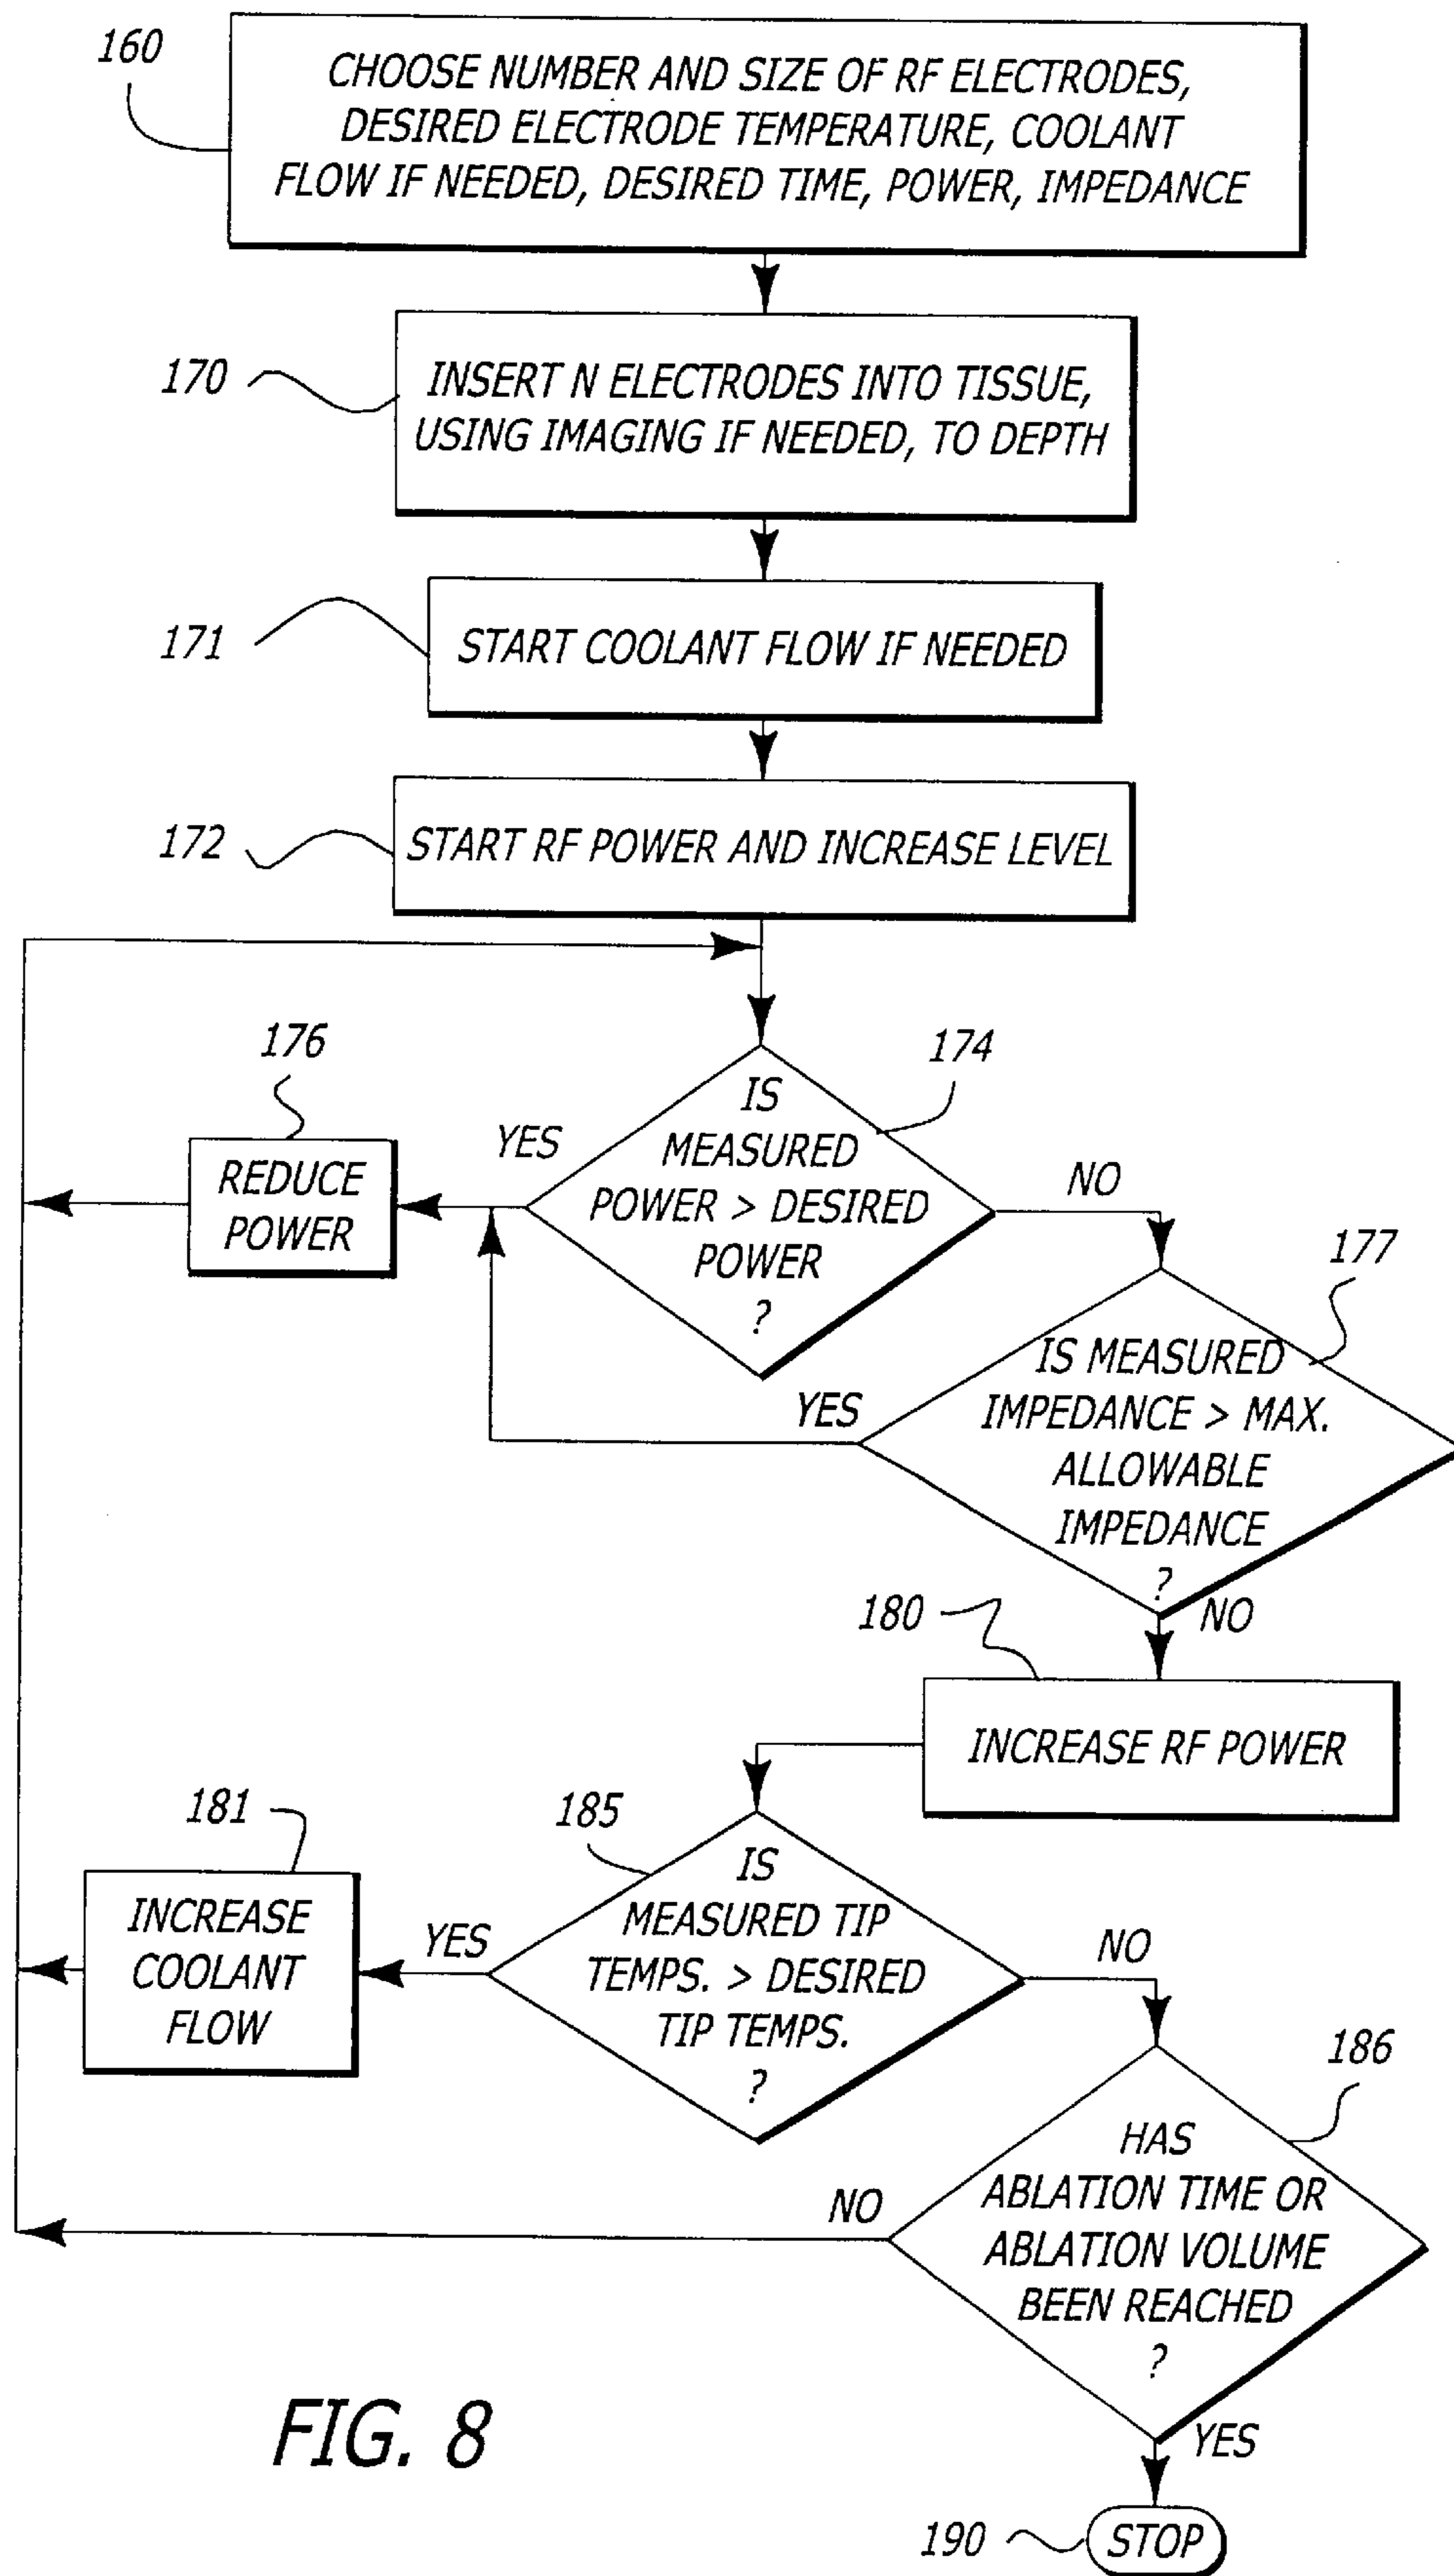 160
CHOOSE NUMBER AND SIZE OF RF ELECTRODES,
DESIRED ELECTRODE TEMPERATURE, COOLANT
FLOW IF NEEDED, DESIRED TIME, POWER, IMPEDANCE
170
INSERT N ELECTRODES INTO TISSUE,
USING IMAGING IF NEEDED, TO DEPTH
171
START COOLANT FLOW IF NEEDED
172
START RF POWER AND INCREASE LEVEL
174
IS
MEASURED
POWER > DESIRED
POWER
?
YES
176
REDUCE
POWER
NO
177
IS MEASURED
IMPEDANCE > MAX.
ALLOWABLE
IMPEDANCE
?
YES
NO
180
INCREASE RF POWER
185
IS
MEASURED TIP
TEMPS. > DESIRED
TIP TEMPS.
?
YES
181
INCREASE
COOLANT
FLOW
NO
186
HAS
ABLATION TIME OR
ABLATION VOLUME
BEEN REACHED
?
NO
YES
190
STOP
FIG. 8